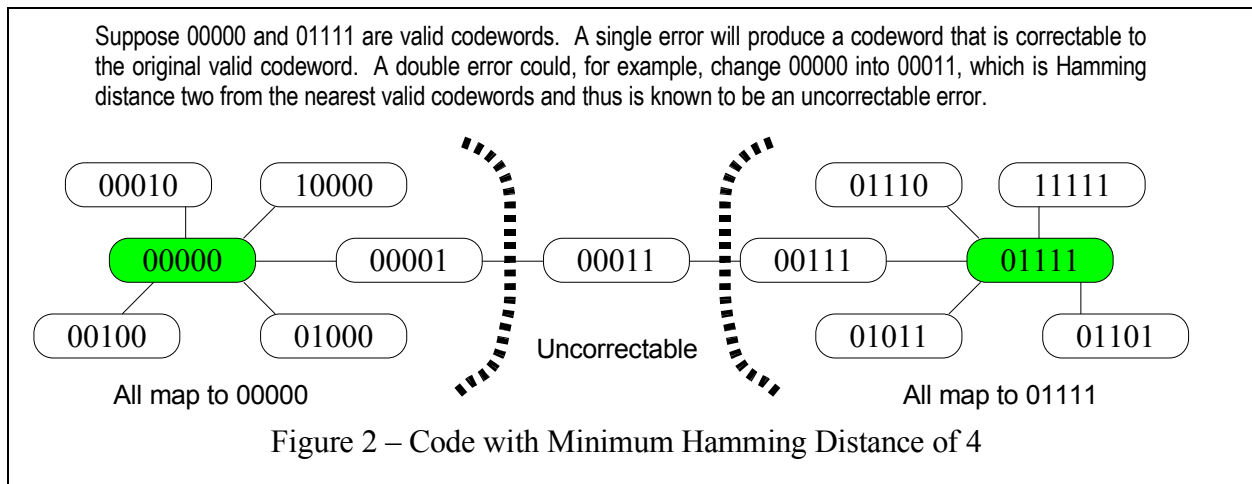 Suppose 00000 and 01111 are valid codewords. A single error will produce a codeword that is correctable to
the original valid codeword. A double error could, for example, change 00000 into 00011, which is Hamming
distance two from the nearest valid codewords and thus is known to be an uncorrectable error.
00010 10000 01110 11111
00000 00001 00011 00111 01111
00100 01000 Uncorrectable 01011 01101
All map to 00000 All map to 01111
Figure 2 – Code with Minimum Hamming Distance of 4